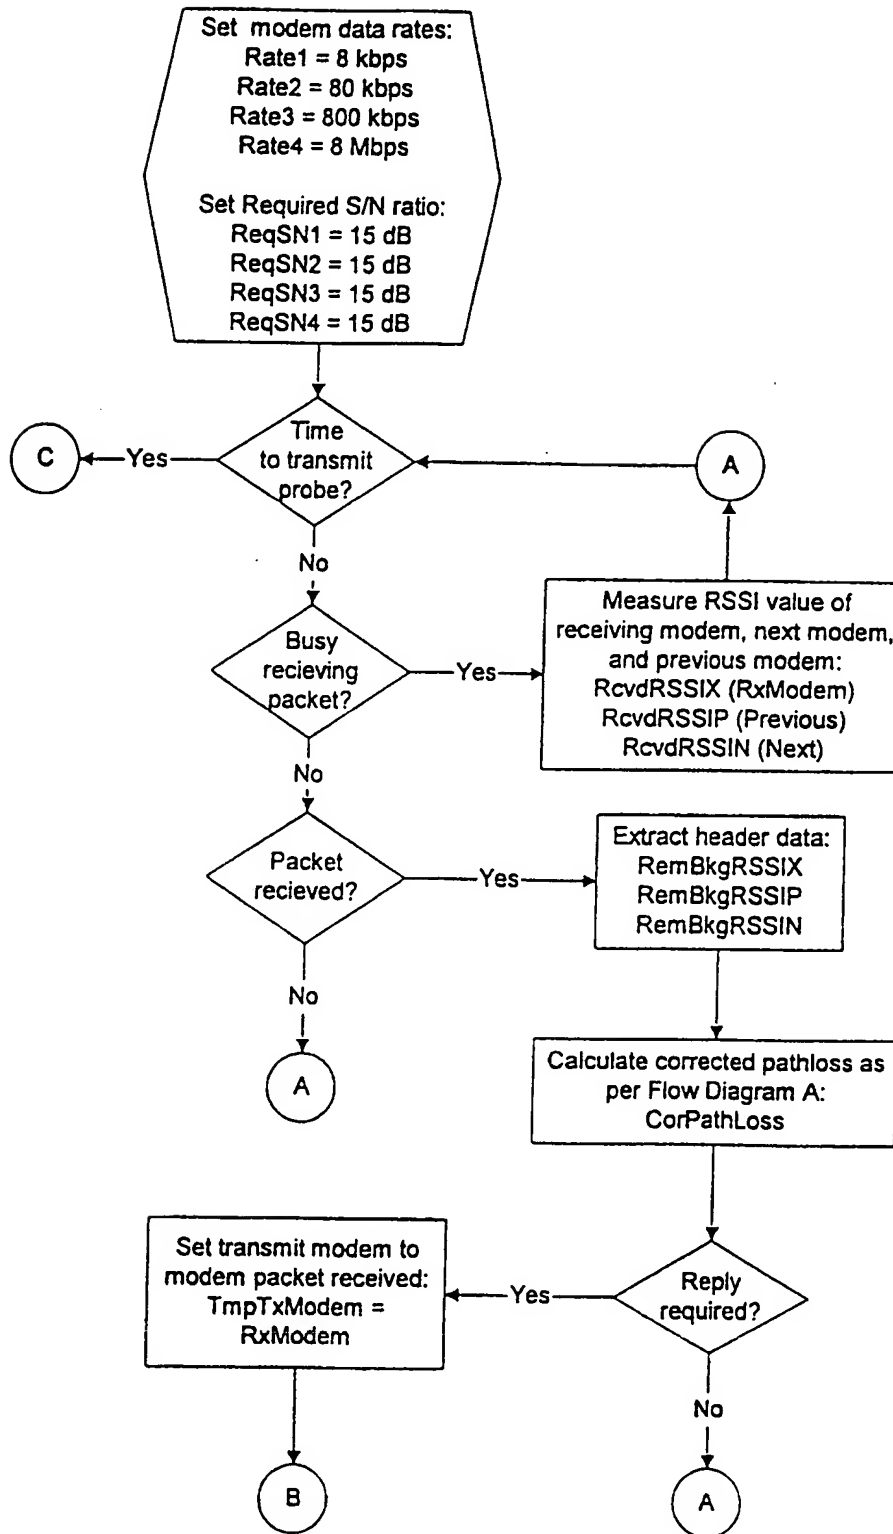 Set modem data rates:
Rate1 = 8 kbps
Rate2 = 80 kbps
Rate3 = 800 kbps
Rate4 = 8 Mbps
Set Required S/N ratio:
ReqSN1 = 15 dB
ReqSN2 = 15 dB
ReqSN3 = 15 dB
ReqSN4 = 15 dB
Time
to transmit
probe?
Yes
C
A
No
Busy
recieving
packet?
Yes
Measure RSSI value of
receiving modem, next modem,
and previous modem:
RcvdRSSIX (RxModem)
RcvdRSSIP (Previous)
RcvdRSSIN (Next)
No
Packet
recieved?
Yes
Extract header data:
RemBkgRSSIX
RemBkgRSSIP
RemBkgRSSIN
No
A
Calculate corrected pathloss as
per Flow Diagram A:
CorPathLoss
Reply
required?
Yes
Set transmit modem to
modem packet received:
TmpTxModem =
RxModem
No
B
A